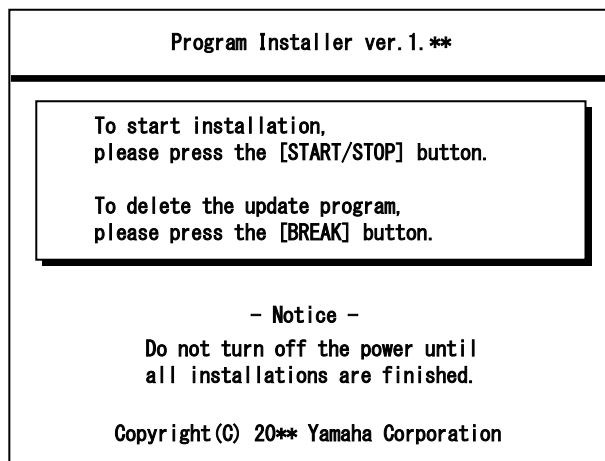 Program Installer ver.1.**
To start installation,
please press the [START/STOP] button.
To delete the update program,
please press the [BREAK] button.
- Notice -
Do not turn off the power until
all installations are finished.
Copyright(C) 20** Yamaha Corporation